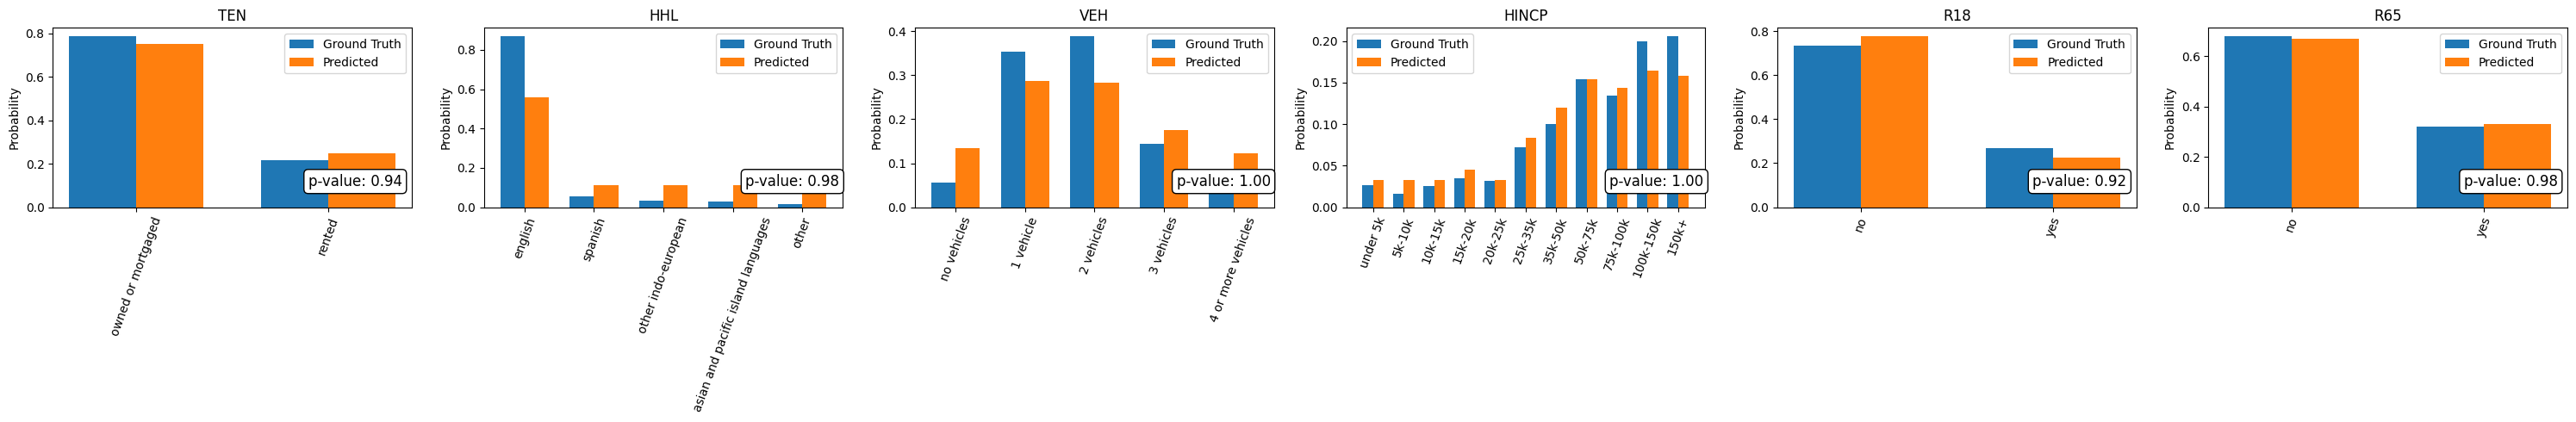 TEN
Probability
0.8
0.6
0.4
0.2
0.0
Ground Truth
Predicted
p-value: 0.94
owned or mortgaged
rented
HHL
Probability
0.8
0.6
0.4
0.2
0.0
Ground Truth
Predicted
p-value: 0.98
english
spanish
other indo-european
asian and pacific island languages
other
VEH
Probability
0.4
0.3
0.2
0.1
0.0
Ground Truth
Predicted
p-value: 1.00
no vehicles
1 vehicle
2 vehicles
3 vehicles
4 or more vehicles
HINCP
Probability
0.20
0.15
0.10
0.05
0.00
Ground Truth
Predicted
p-value: 1.00
under 5k
5k-10k
10k-15k
15k-20k
20k-25k
25k-35k
35k-50k
50k-75k
75k-100k
100k-150k
150k+
R18
Probability
0.8
0.6
0.4
0.2
0.0
Ground Truth
Predicted
p-value: 0.92
no
yes
R65
Probability
0.6
0.4
0.2
0.0
Ground Truth
Predicted
p-value: 0.98
no
yes